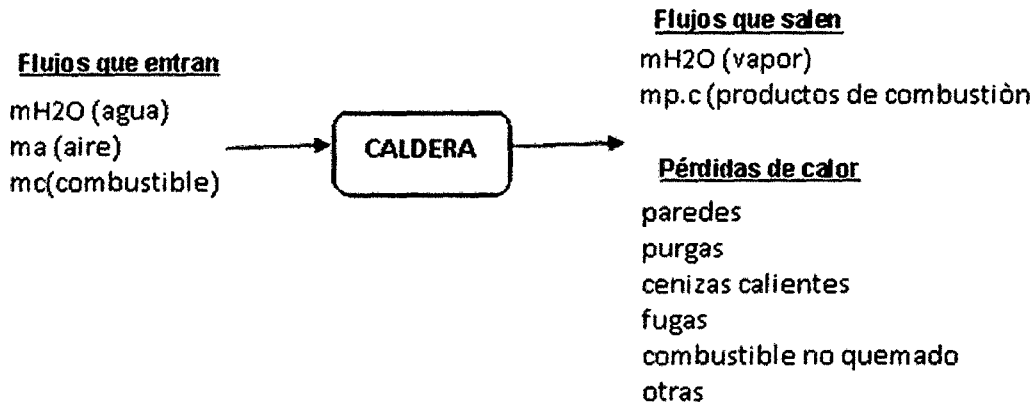 Flujos que entran
mH2O (agua)
ma (aire)
mc(combustible)
CALDERA
Flujos que salen
mH2O (vapor)
mp.c (productos de combustiòn
Pérdidas de calor
paredes
purgas
cenizas calientes
fugas
combustible no quemado
otras